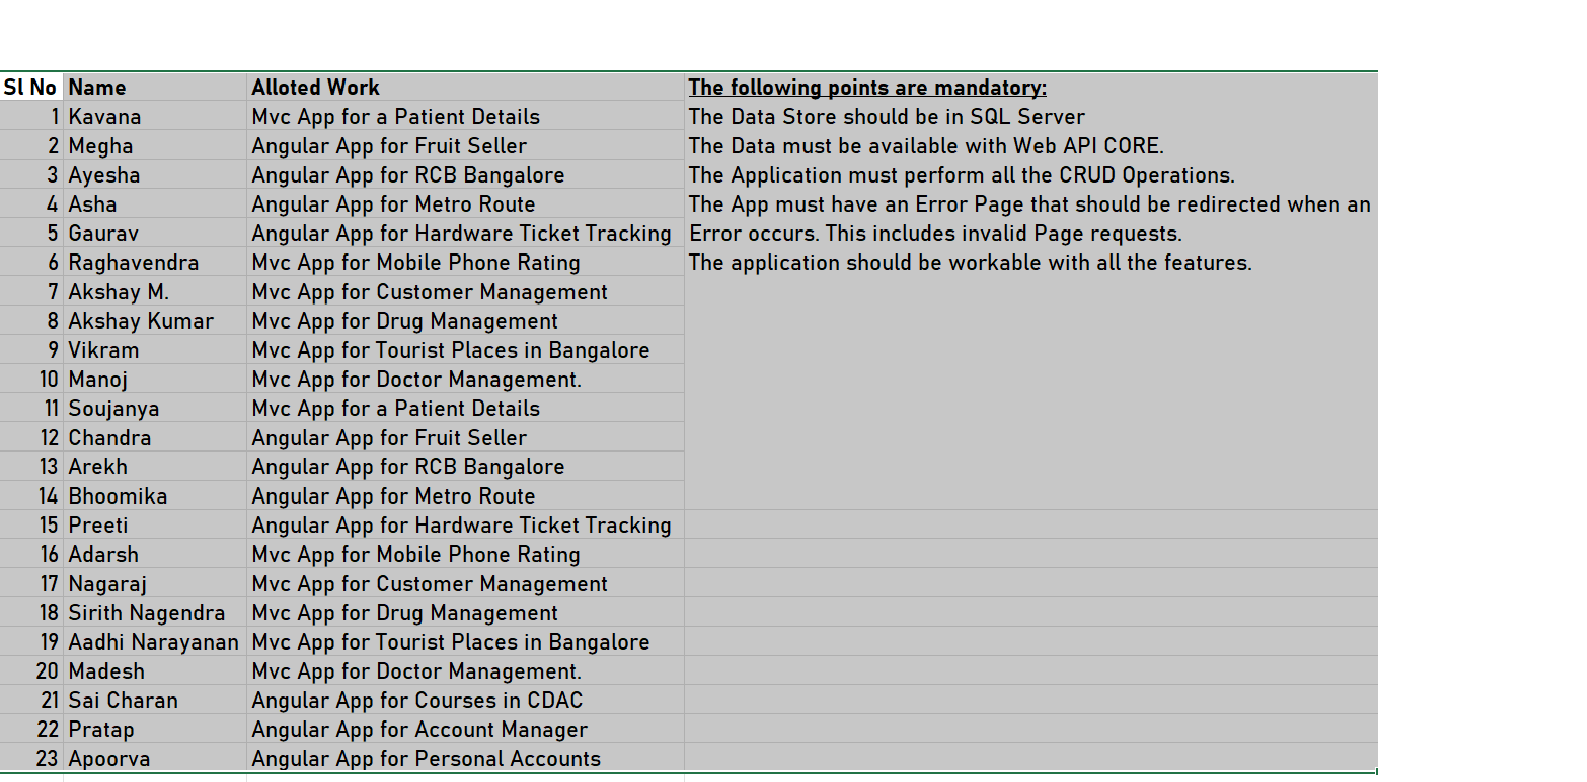 Sl No Name Alloted Work The following points are mandatory:
1 Kavana Mvc App for a Patient Details The Data Store should be in SQL Server
2 Megha Angular App for Fruit Seller The Data must be available with Web API CORE.
3 Ayesha Angular App for RCB Bangalore The Application must perform all the CRUD Operations.
4 Asha Angular App for Metro Route The App must have an Error Page that should be redirected when an
5 Gaurav Angular App for Hardware Ticket Tracking Error occurs. This includes invalid Page requests.
6 Raghavendra Mvc App for Mobile Phone Rating The application should be workable with all the features.
7 Akshay M. Mvc App for Customer Management
8 Akshay Kumar Mvc App for Drug Management
9 Vikram Mvc App for Tourist Places in Bangalore
10 Manoj Mvc App for Doctor Management.
11 Soujanya Mvc App for a Patient Details
12 Chandra Angular App for Fruit Seller
13 Arekh Angular App for RCB Bangalore
14 Bhoomika Angular App for Metro Route
15 Preeti Angular App for Hardware Ticket Tracking
16 Adarsh Mvc App for Mobile Phone Rating
17 Nagaraj Mvc App for Customer Management
18 Sirith Nagendra Mvc App for Drug Management
19 Aadhi Narayanan Mvc App for Tourist Places in Bangalore
20 Madesh Mvc App for Doctor Management.
21 Sai Charan Angular App for Courses in CDAC
22 Pratap Angular App for Account Manager
23 Apoorva Angular App for Personal Accounts